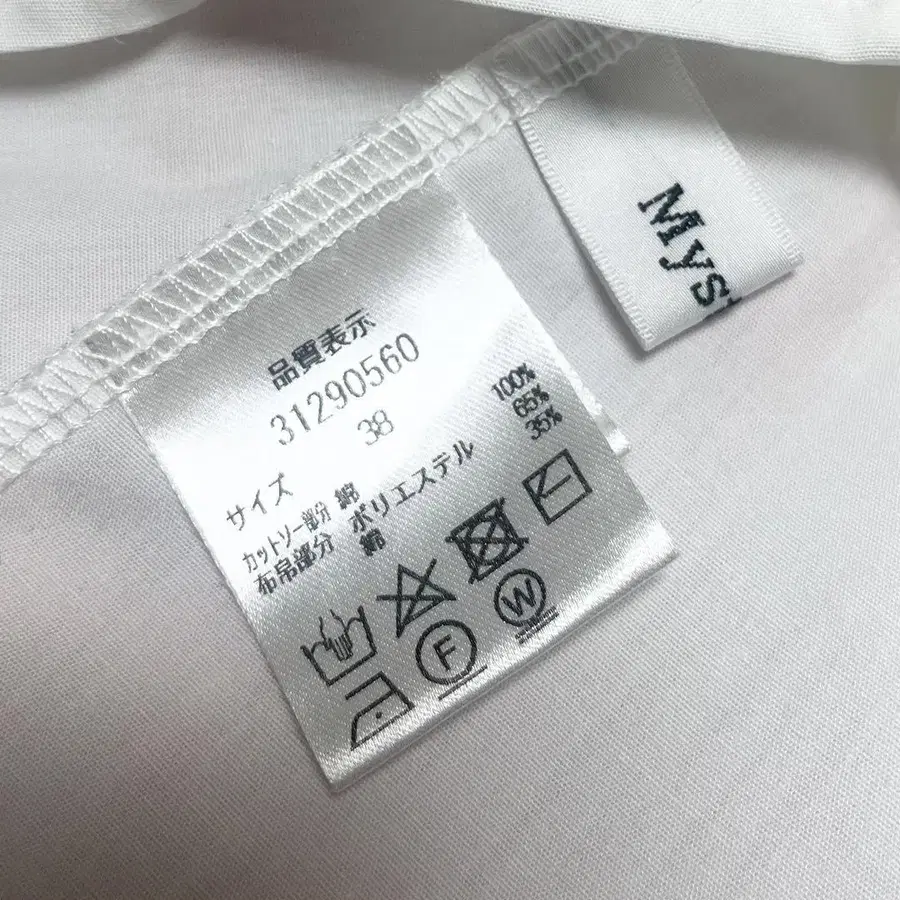 品質表示
31290560
サイズ 38
カットソー部分 綿 100%
布帛部分 ポリエステル 65%
綿 35%
F
W
Mys